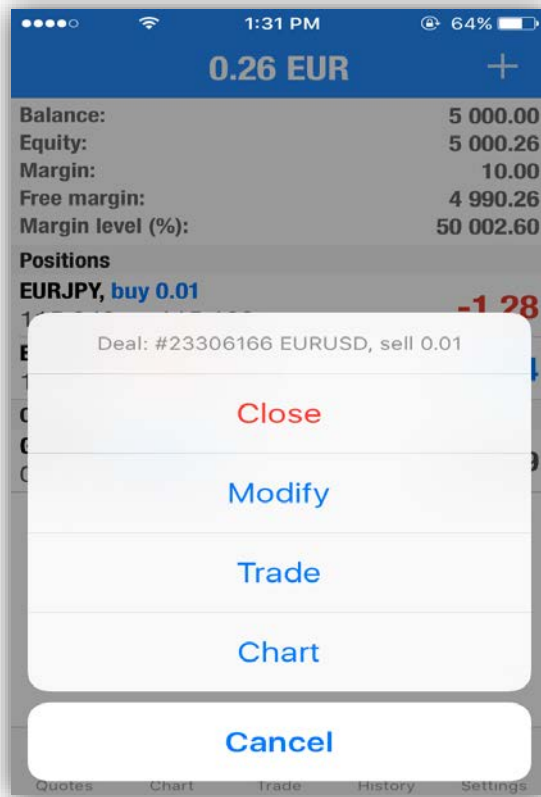 1:31 PM 64%
0.26 EUR +
Balance: 5 000.00
Equity: 5 000.26
Margin: 10.00
Free margin: 4 990.26
Margin level (%): 50 002.60
Positions
EURJPY, buy 0.01
-1.28
Deal: #23306166 EURUSD, sell 0.01
Close
Modify
Trade
Chart
Cancel
Quotes Chart Trade History Settings